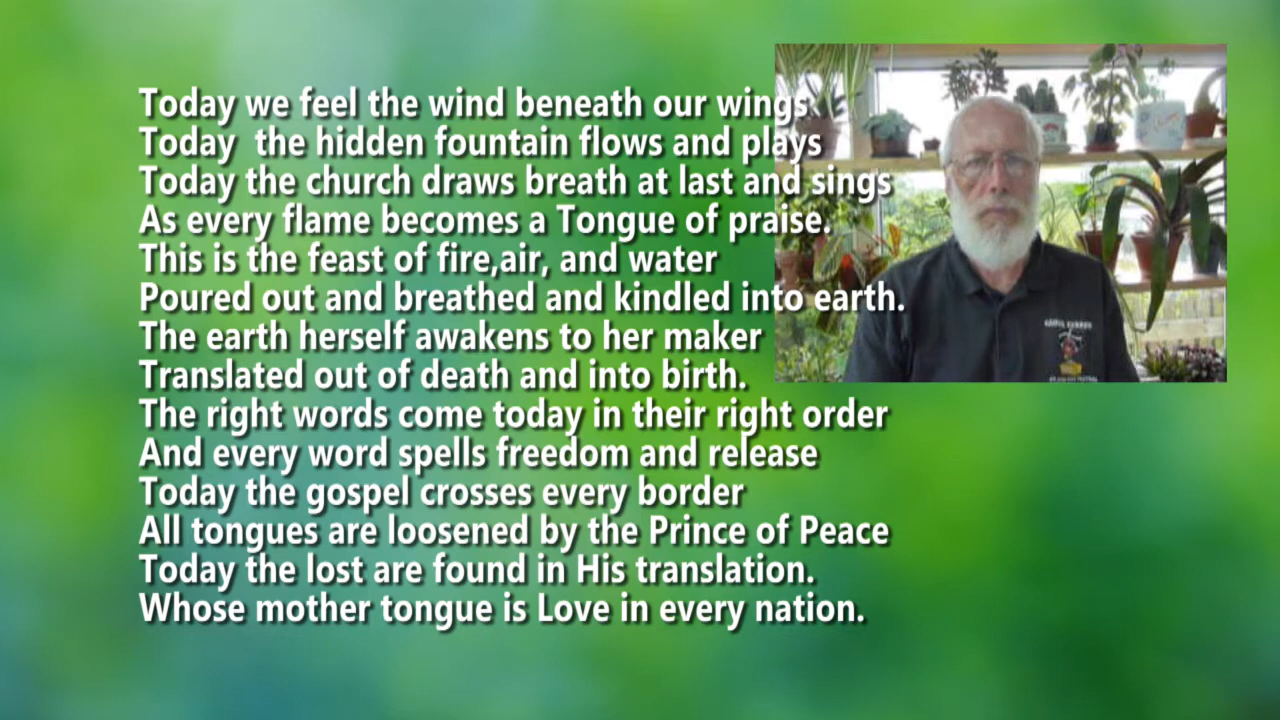 Today we feel the wind beneath our wings
Today  the hidden fountain flows and plays
Today the church draws breath at last and sings
As every flame becomes a Tongue of praise.
This is the feast of fire,air, and water
Poured out and breathed and kindled into earth.
The earth herself awakens to her maker
Translated out of death and into birth.
The right words come today in their right order
And every word spells freedom and release
Today the gospel crosses every border
All tongues are loosened by the Prince of Peace
Today the lost are found in His translation.
Whose mother tongue is Love in every nation.